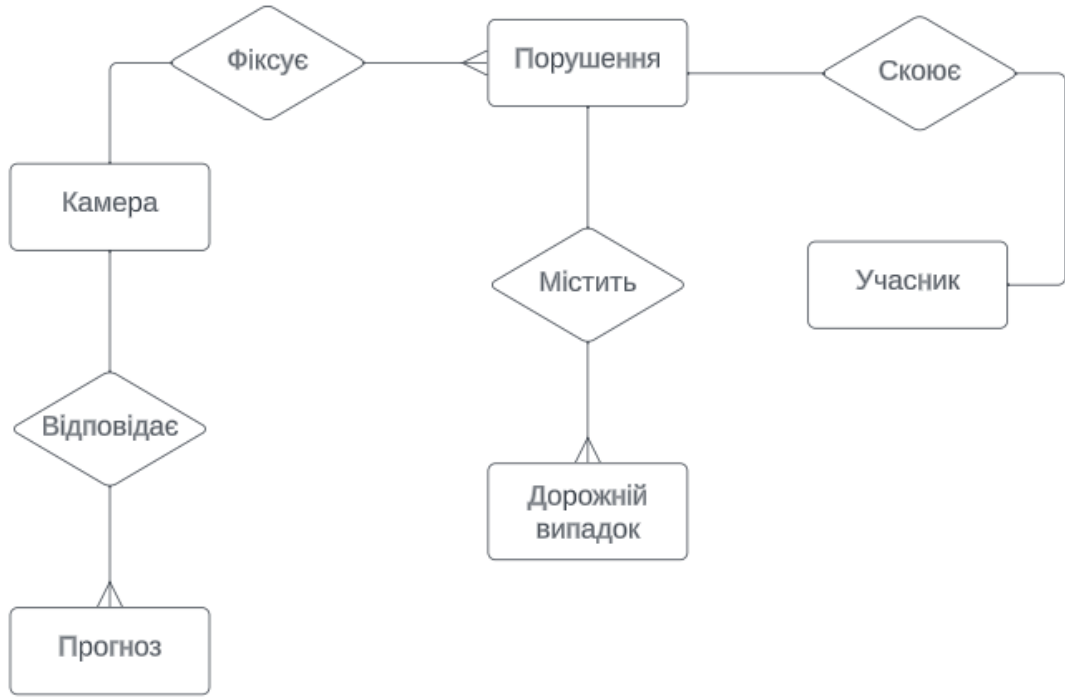 Фіксує
Порушення
Скоює
Камера
Містить
Учасник
Відповідає
Дорожній
випадок
Прогноз